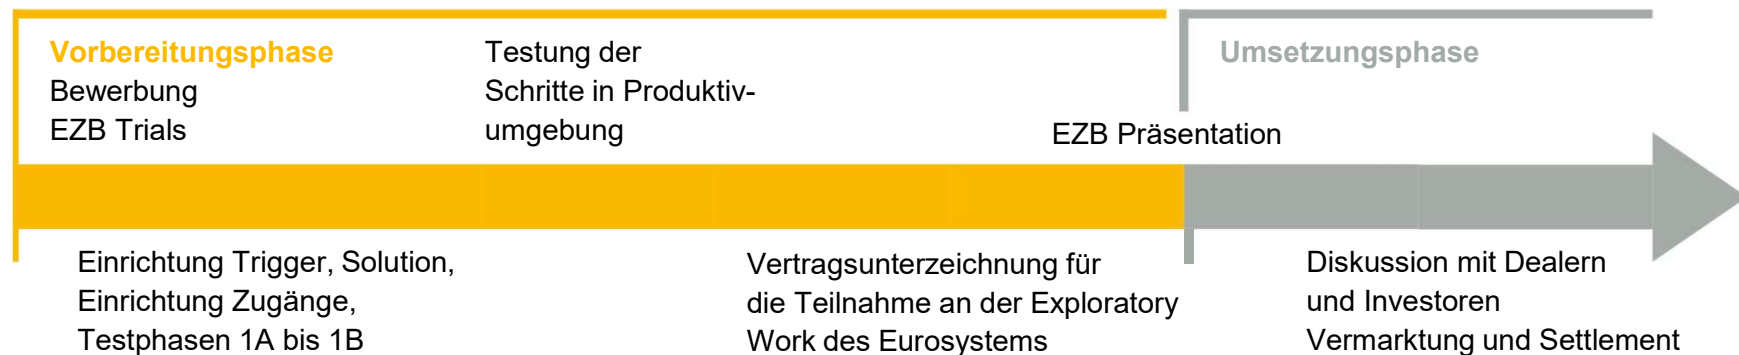 Vorbereitungsphase
Bewerbung
EZB Trials
Testung der
Schritte in Produktiv-
umgebung
EZB Präsentation
Umsetzungsphase
Einrichtung Trigger, Solution,
Einrichtung Zugänge,
Testphasen 1A bis 1B
Vertragsunterzeichnung für
die Teilnahme an der Exploratory
Work des Eurosystems
Diskussion mit Dealern
und Investoren
Vermarktung und Settlement